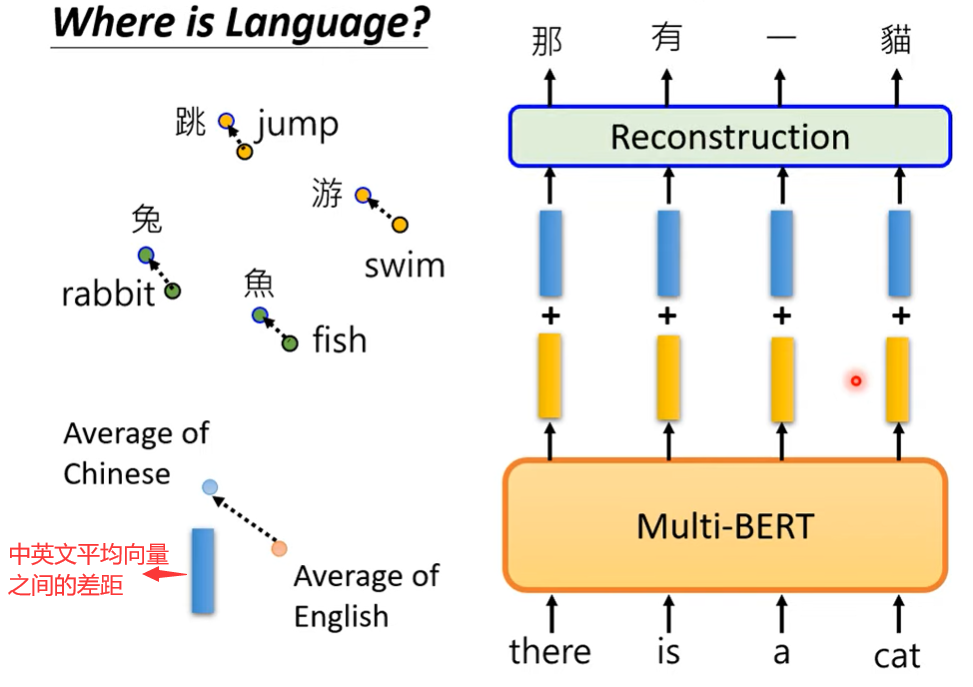 Where is Language?
跳
jump
游
swim
兔
rabbit
魚
fish
Average of
Chinese
中英文平均向量
之间的差距
Average of
English
那 有 一 貓
Reconstruction
+ + + +
Multi-BERT
there is a cat